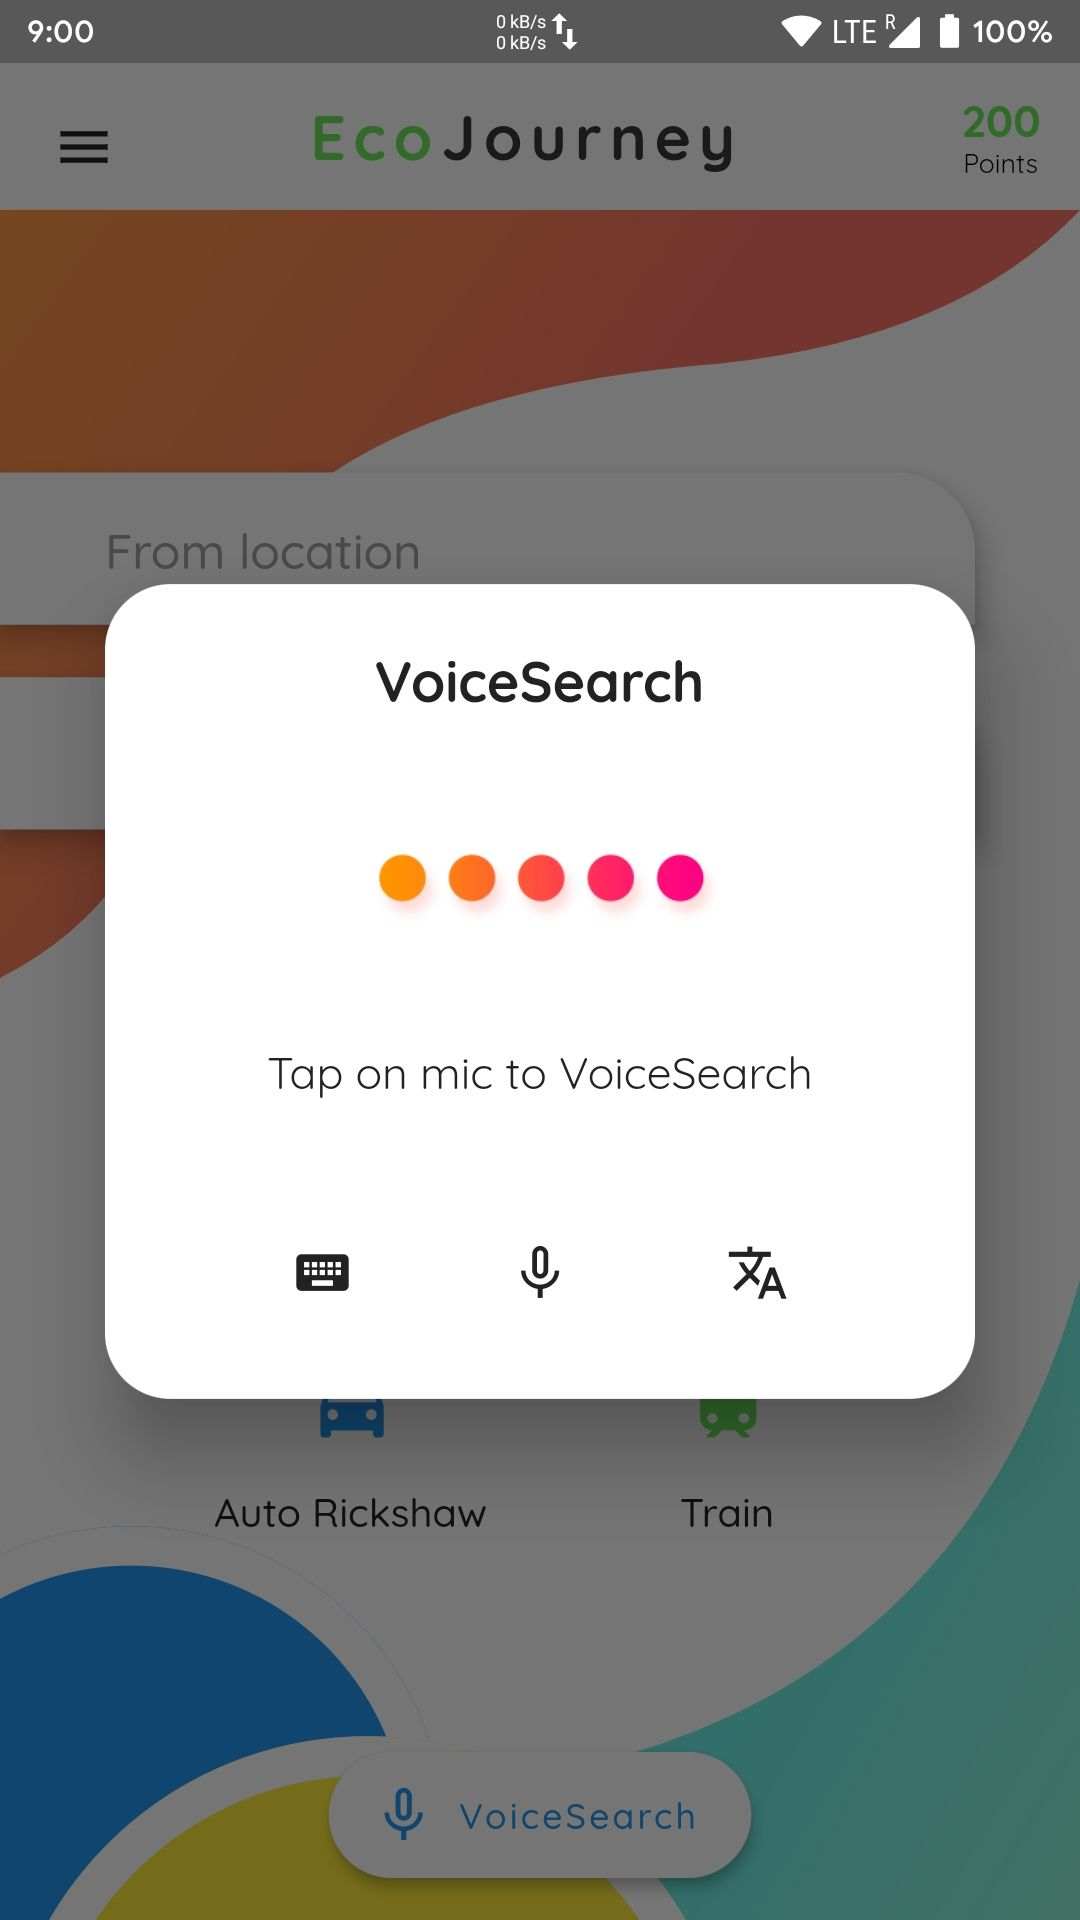 9:00
0 kB/s
0 kB/s
LTE R 100%
EcoJourney
200
Points
From location
VoiceSearch
Tap on mic to VoiceSearch
Auto Rickshaw
Train
VoiceSearch